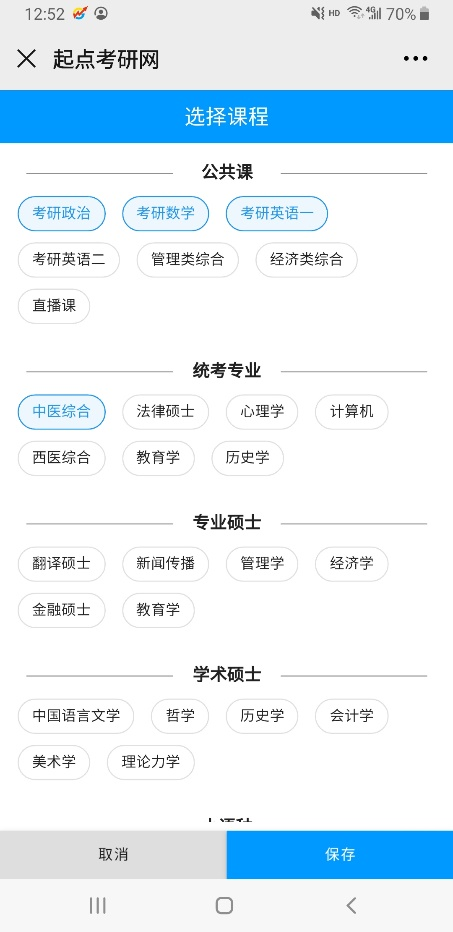 12:52 HD 4G 70%
起点考研网
选择课程
公共课
考研政治 考研数学 考研英语一
考研英语二 管理类综合 经济类综合
直播课
统考专业
中医综合 法律硕士 心理学 计算机
西医综合 教育学 历史学
专业硕士
翻译硕士 新闻传播 管理学 经济学
金融硕士 教育学
学术硕士
中国语言文学 哲学 历史学 会计学
美术学 理论力学
取消 保存